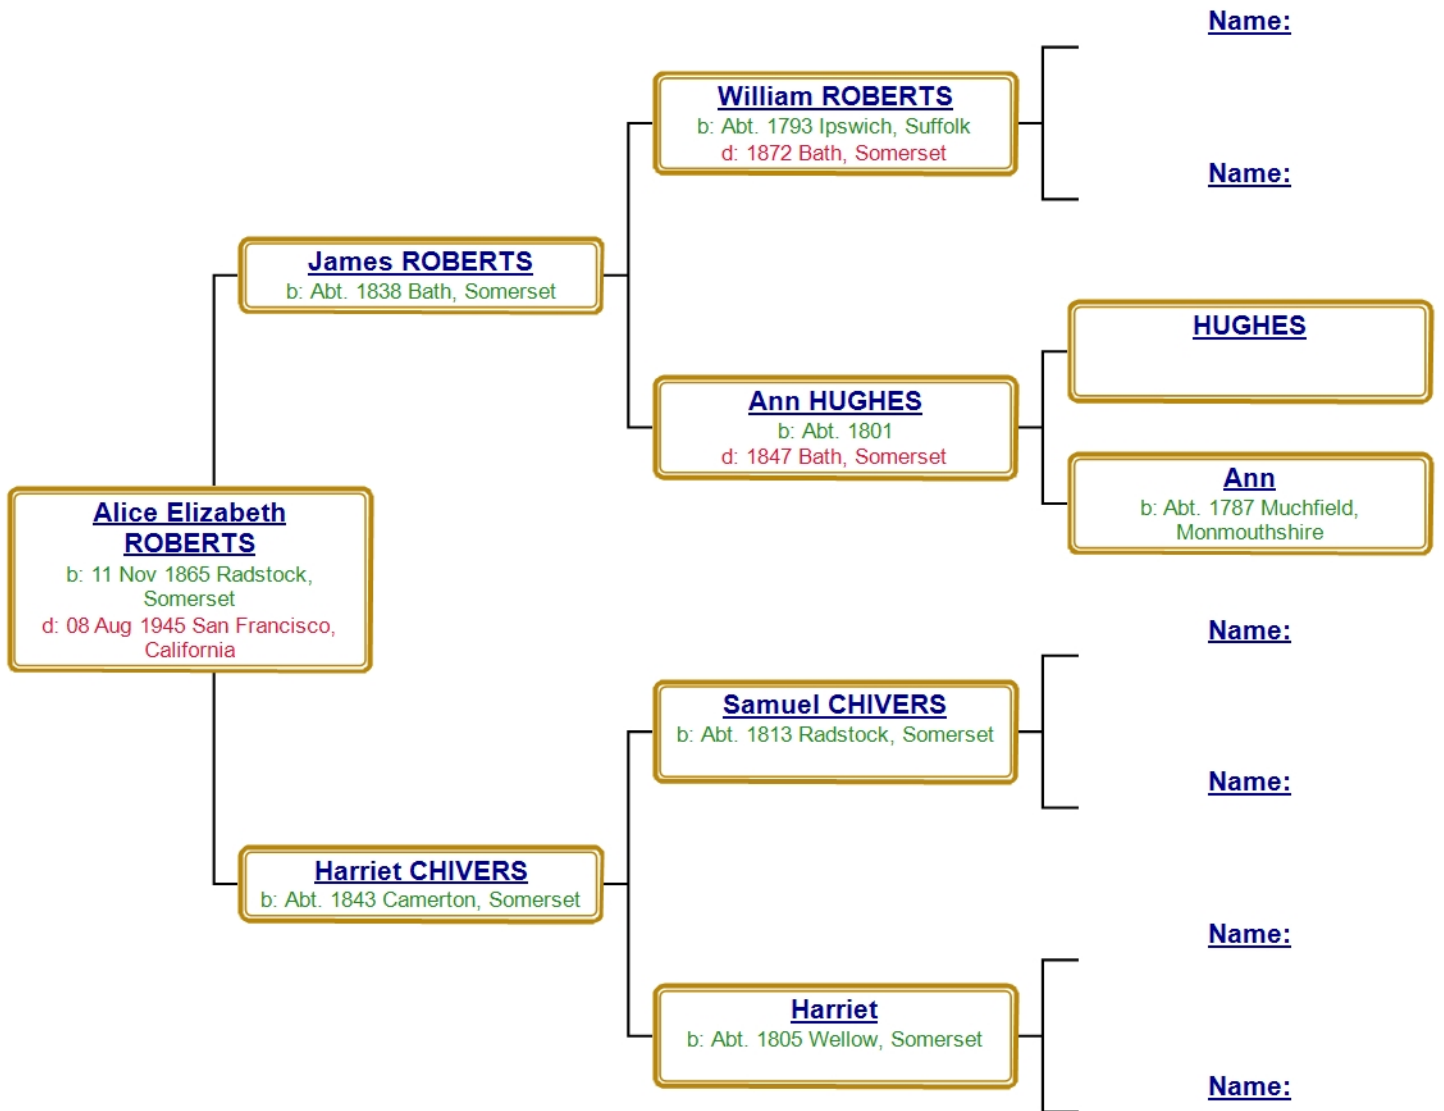 Name:
William ROBERTS
b: Abt. 1793 Ipswich, Suffolk
d: 1872 Bath, Somerset
Name:
James ROBERTS
b: Abt. 1838 Bath, Somerset
HUGHES
Ann HUGHES
b: Abt. 1801
d: 1847 Bath, Somerset
Ann
b: Abt. 1787 Muchfield,
Monmouthshire
Alice Elizabeth
ROBERTS
b: 11 Nov 1865 Radstock,
Somerset
d: 08 Aug 1945 San Francisco,
California
Name:
Samuel CHIVERS
b: Abt. 1813 Radstock, Somerset
Name:
Harriet CHIVERS
b: Abt. 1843 Camerton, Somerset
Name:
Harriet
b: Abt. 1805 Wellow, Somerset
Name: